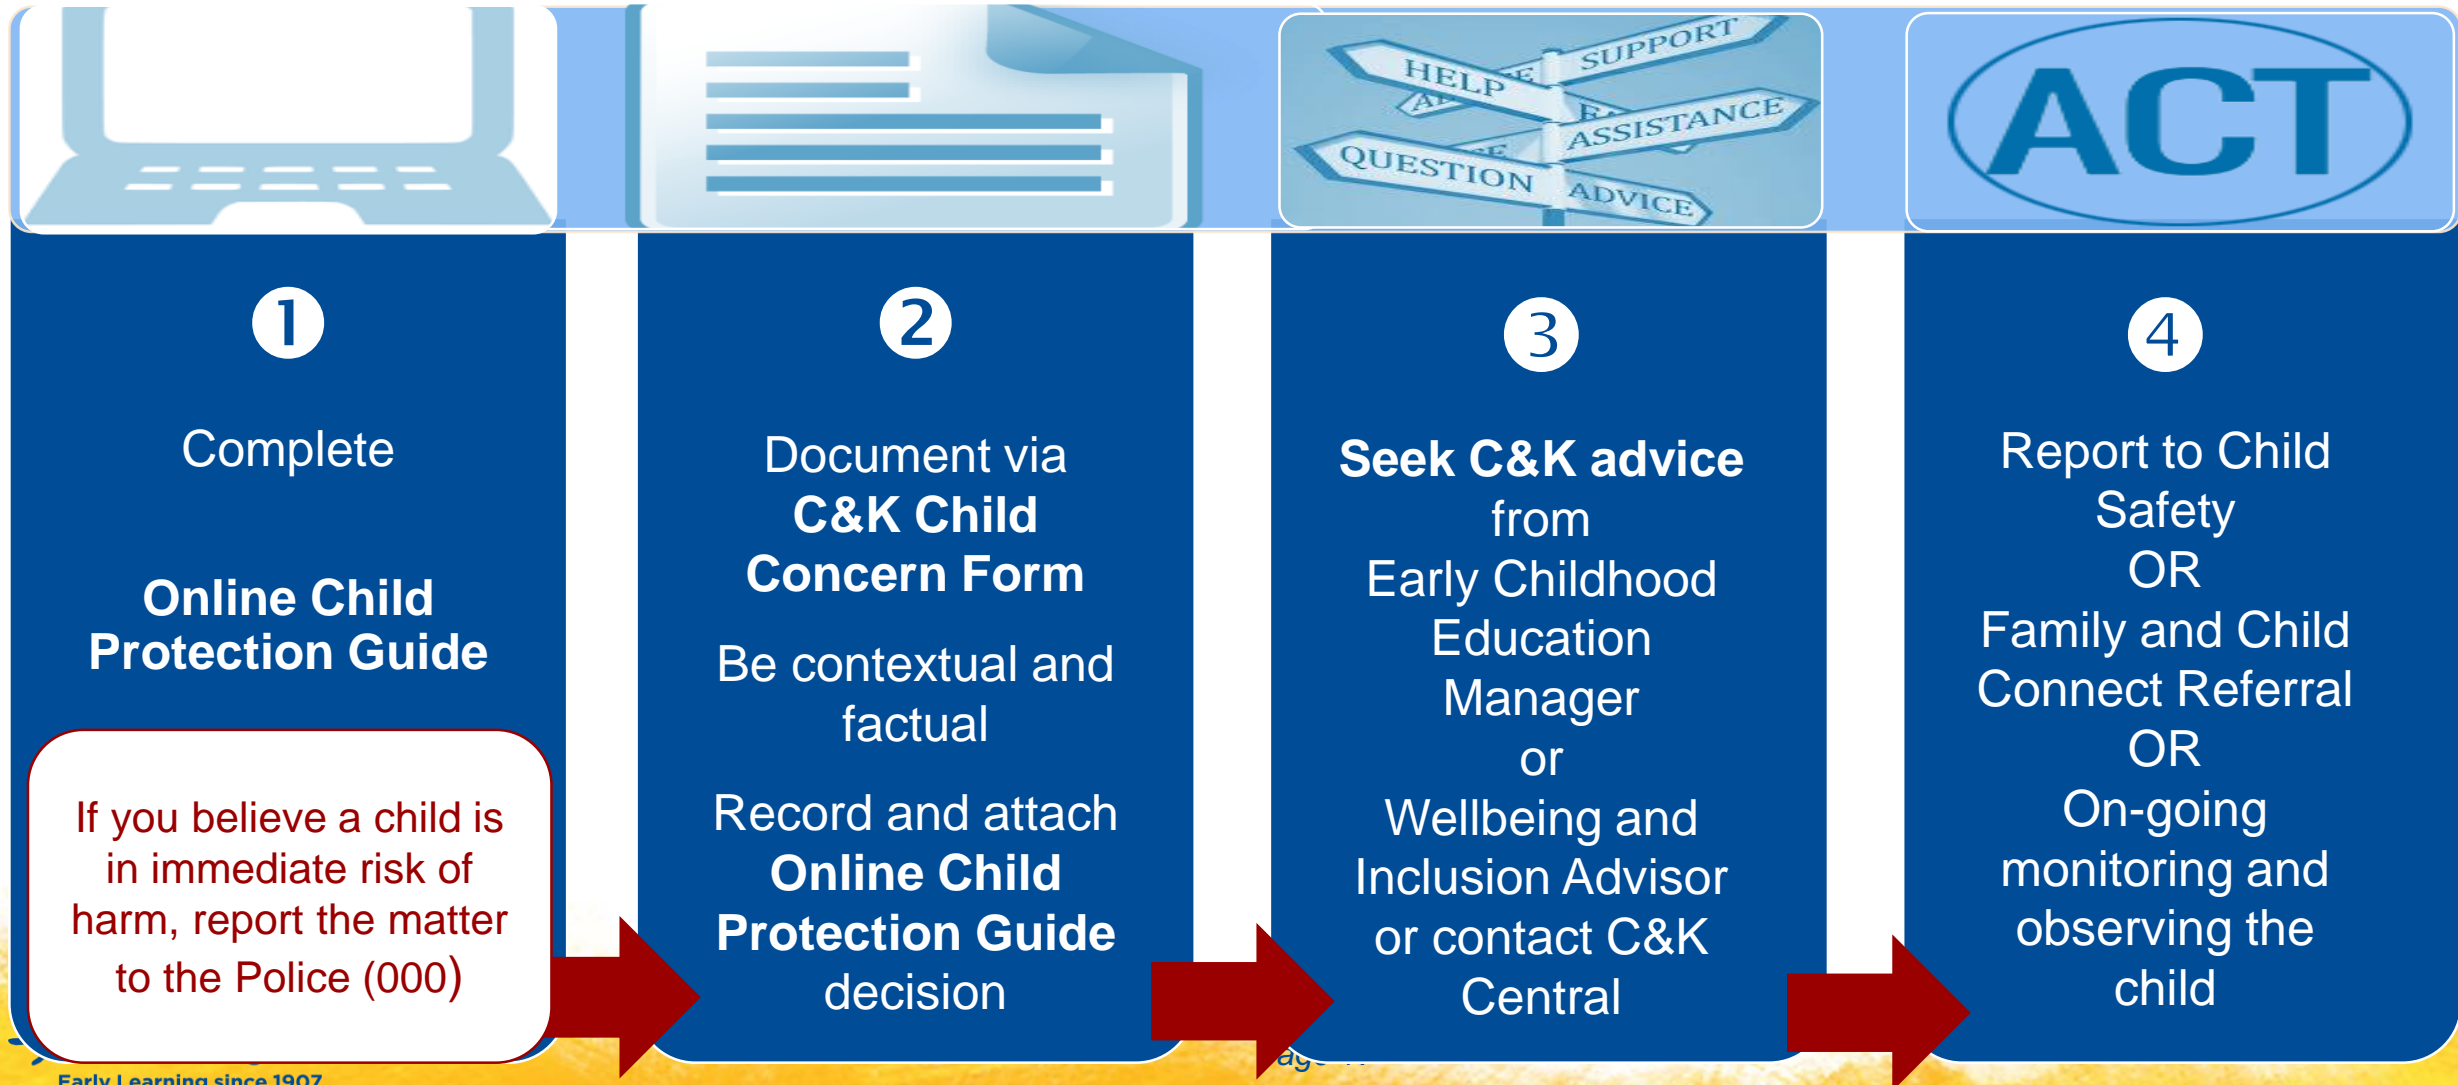 SUPPORT
HELP
ASSISTANCE
QUESTION
ADVICE
ACT
1
Complete
Online Child
Protection Guide
If you believe a child is
in immediate risk of
harm, report the matter
to the Police (000)
2
Document via
C&K Child
Concern Form
Be contextual and
factual
Record and attach
Online Child
Protection Guide
decision
3
Seek C&K advice
from
Early Childhood
Education
Manager
or
Wellbeing and
Inclusion Advisor
or contact C&K
Central
4
Report to Child
Safety
OR
Family and Child
Connect Referral
OR
On-going
monitoring and
observing the
child
Early Learning since 1907